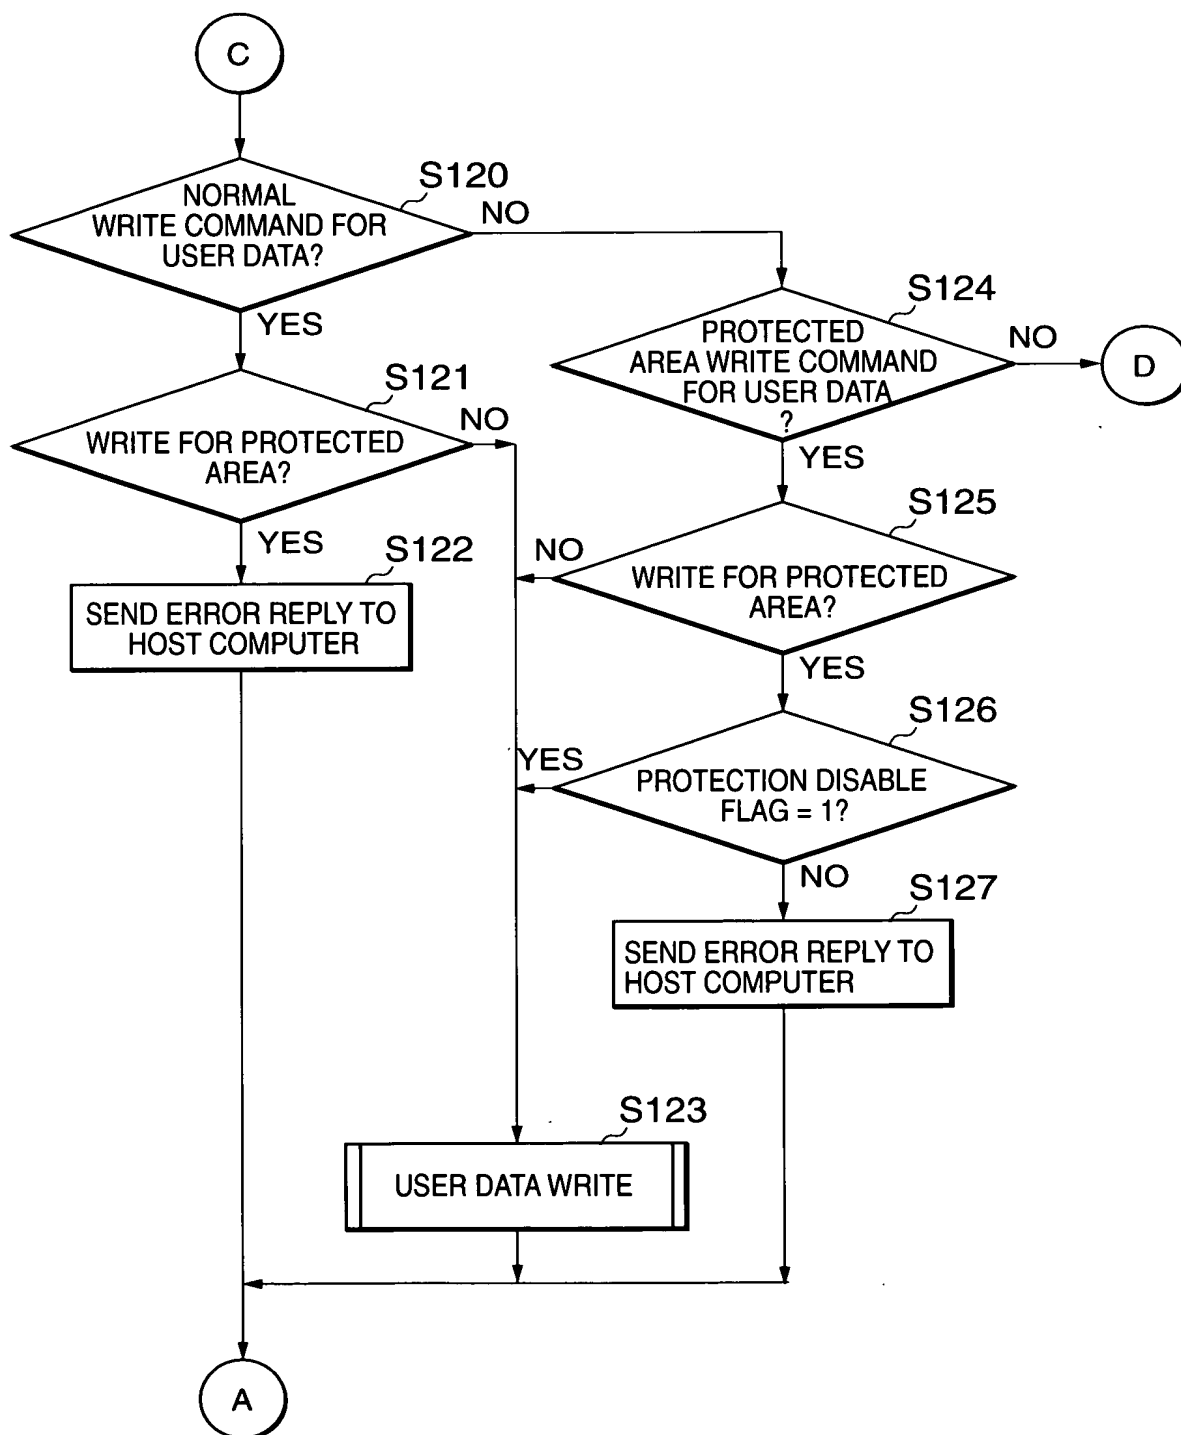 C
S120
NORMAL
WRITE COMMAND FOR
USER DATA?
NO
YES
S124
PROTECTED
AREA WRITE COMMAND
FOR USER DATA
?
NO
D
YES
S121
WRITE FOR PROTECTED
AREA?
NO
YES
S122
SEND ERROR REPLY TO
HOST COMPUTER
S125
WRITE FOR PROTECTED
AREA?
NO
YES
S126
PROTECTION DISABLE
FLAG = 1?
YES
NO
S127
SEND ERROR REPLY TO
HOST COMPUTER
S123
USER DATA WRITE
A